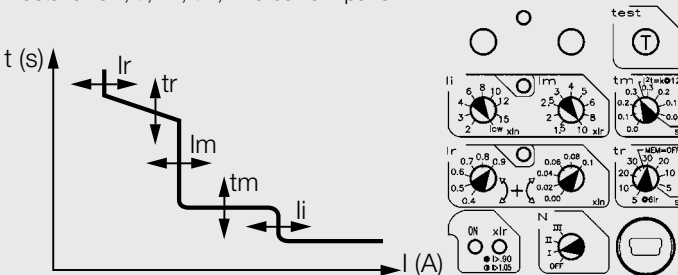 t (s)
Ir
tr
Im
tm
Ii
I (A)
test
T
Ii
2 3 4 6 8 10 12 15 Icw xIn
Im
1,5 2 2,5 3 4 5 6 8 10 xIr
tm
I²t=k
0.0 0.1 0.2 0.3 0.3 0.2 0.1
s
Ir
0.4 0.5 0.6 0.7 0.8 0.9
+
0.00 0.02 0.04 0.06 0.08 0.1
xIn
tr
MEM=OFF
5 10 20 30 30 20 10 5
6Ir
s
ON
xIr
I>.90
I>1.05
N
OFF I II III